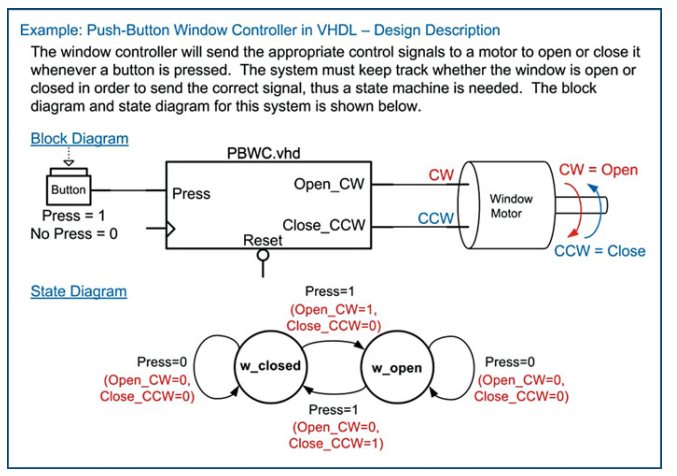 Example: Push-Button Window Controller in VHDL – Design Description
The window controller will send the appropriate control signals to a motor to open or close it
whenever a button is pressed.  The system must keep track whether the window is open or
closed in order to send the correct signal, thus a state machine is needed.  The block
diagram and state diagram for this system is shown below.
Block Diagram
PBWC.vhd
Button
Press = 1
No Press = 0
Press
Open_CW
Close_CCW
Reset
CW
CCW
Window
Motor
CW = Open
CCW = Close
State Diagram
Press=1
(Open_CW=1,
Close_CCW=0)
Press=0
(Open_CW=0,
Close_CCW=0)
w_closed
w_open
Press=0
(Open_CW=0,
Close_CCW=0)
Press=1
(Open_CW=0,
Close_CCW=1)